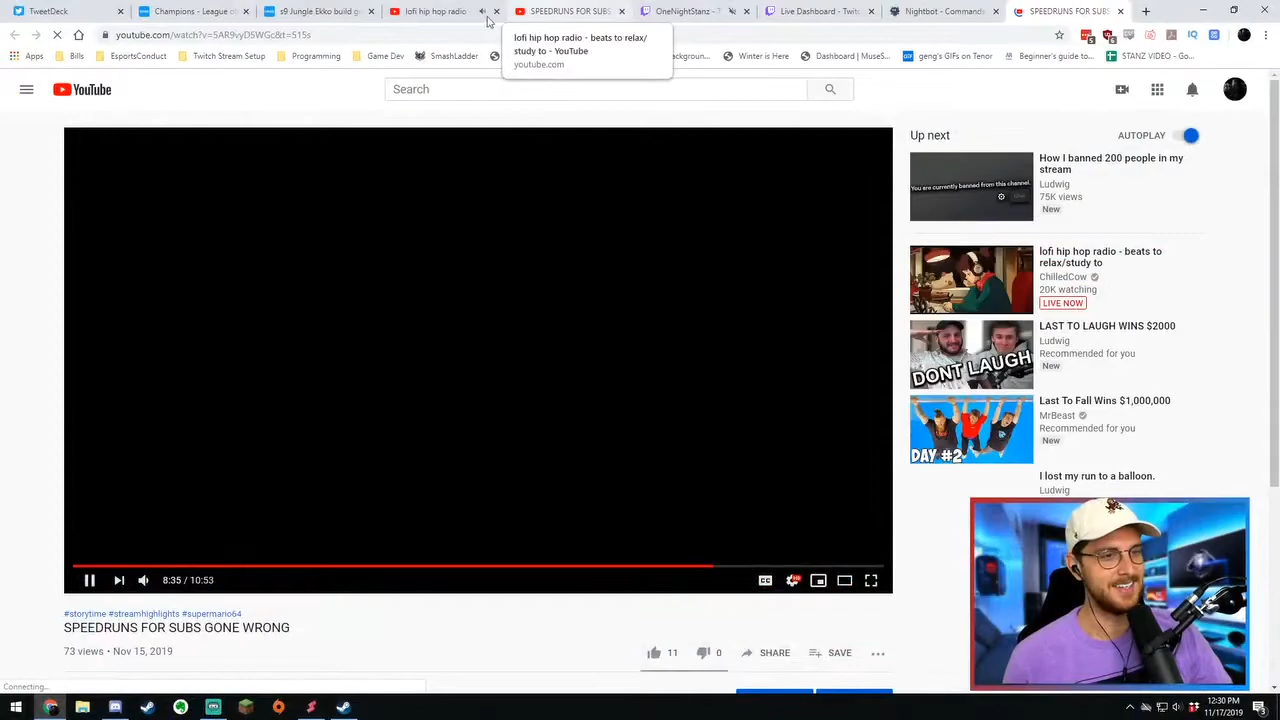 TweetDeck
Champions - League of
s9 Jungle Ekko build g
lofi hip hop radio
SPEEDRUNS FOR SUBS
OneNightStanz - T
Live Dashboard - Twitc
Nightbot - Commands
SPEEDRUNS FOR SUBS
youtube.com/watch?v=5AR9vyD5WGc&t=515s
lofi hip hop radio - beats to relax/
study to - YouTube
youtube.com
Apps
Bills
EsportsConduct
Twitch Stream Setup
Programming
Game Dev
SmashLadder
Winter is Here
Dashboard | MuseS...
geng's GIFs on Tenor
Beginner's guide to...
STANZ VIDEO - Go...
YouTube
Search
Up next
AUTOPLAY
You are currently banned from this channel.
How I banned 200 people in my
stream
Ludwig
75K views
New
lofi hip hop radio - beats to
relax/study to
ChilledCow
20K watching
LIVE NOW
DONT LAUGH
LAST TO LAUGH WINS $2000
Ludwig
Recommended for you
New
DAY #2
Last To Fall Wins $1,000,000
MrBeast
Recommended for you
New
I lost my run to a balloon.
Ludwig
8:35 / 10:53
#storytime #streamhighlights #supermario64
SPEEDRUNS FOR SUBS GONE WRONG
73 views • Nov 15, 2019
11
0
SHARE
SAVE
Connecting...
12:30 PM
11/17/2019